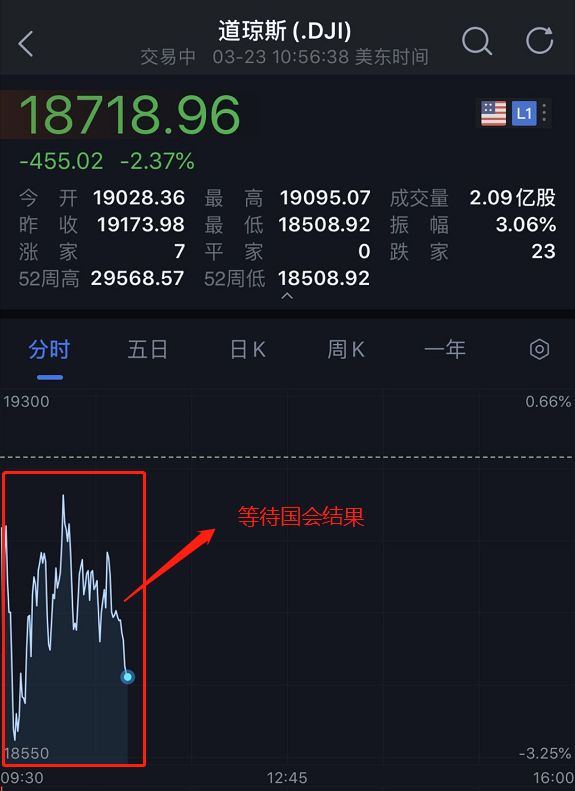 道琼斯 (.DJI)
交易中 03-23 10:56:38 美东时间
18718.96
L1
-455.02 -2.37%
今开 19028.36 最高 19095.07 成交量 2.09亿股
昨收 19173.98 最低 18508.92 振幅 3.06%
涨家 7 平家 0 跌家 23
52周高 29568.57 52周低 18508.92
分时 五日 日K 周K 一年
19300 0.66%
等待国会结果
18550 -3.25%
09:30 12:45 16:00